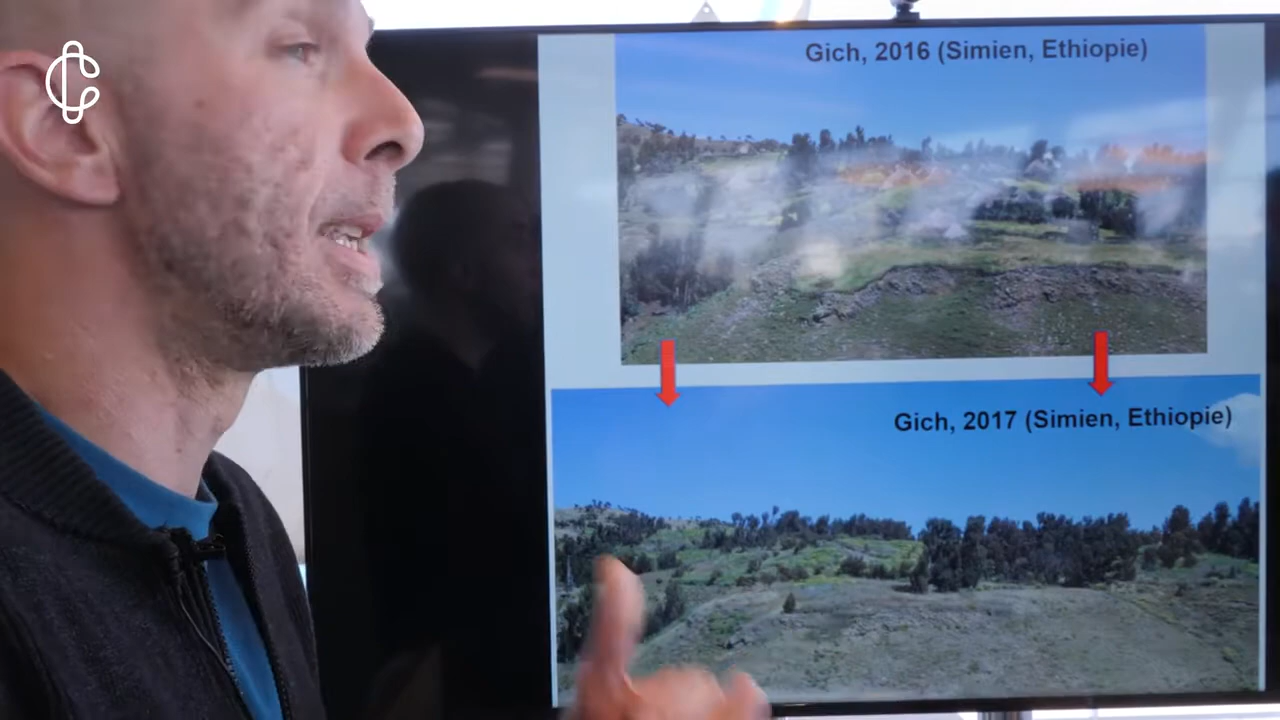 Gich, 2016 (Simien, Ethiopie)
Gich, 2017 (Simien, Ethiopie)